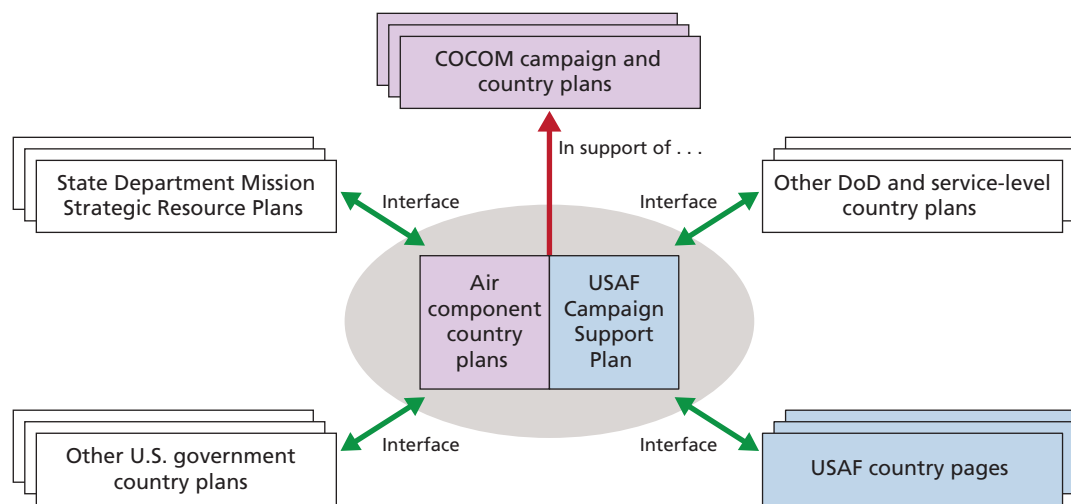 COCOM campaign and
country plans
In support of . . .
State Department Mission
Strategic Resource Plans
Interface
Interface
Other DoD and service-level
country plans
Air
component
country
plans
USAF
Campaign
Support
Plan
Other U.S. government
country plans
Interface
Interface
USAF country pages